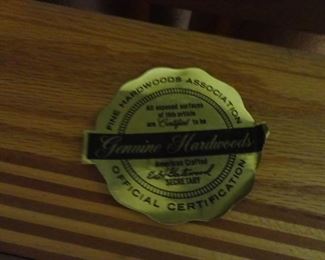 FINE HARDWOODS ASSOCIATION
All exposed surfaces
of this article
are Certified to be
Genuine Hardwoods
American Crafted
SECRETARY
OFFICIAL CERTIFICATION